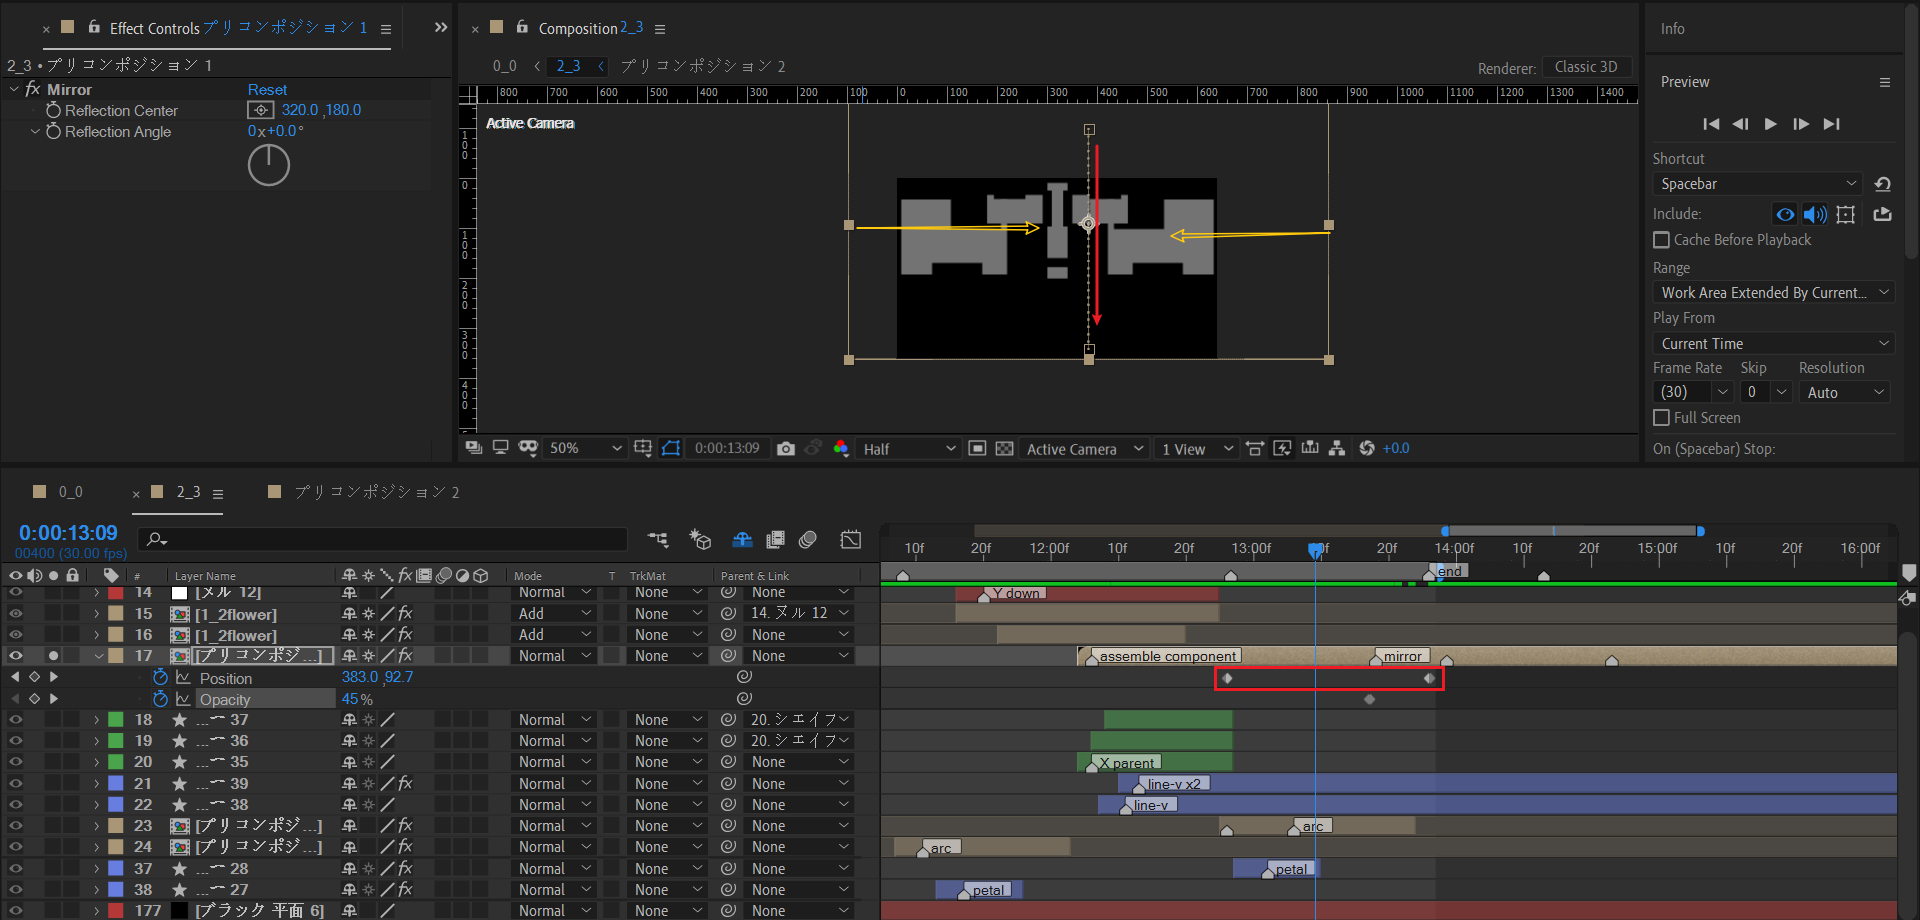 Effect Controls プリコンポジション 1
Composition 2_3
Info
2_3 • プリコンポジション 1
0_0
2_3
プリコンポジション 2
Renderer: Classic 3D
Preview
fx Mirror
Reset
Reflection Center
320.0 ,180.0
Reflection Angle
0x+0.0°
800 700 600 500 400 300 200 100 0 100 200 300 400 500 600 700 800 900 1000 1100 1200 1300 1400
Active Camera
100
0
100
200
300
400
Shortcut
Spacebar
Include:
Cache Before Playback
Range
Work Area Extended By Current...
Play From
Current Time
Frame Rate Skip Resolution
(30) 0 Auto
Full Screen
On (Spacebar) Stop:
50% 0:00:13:09 Half Active Camera 1 View +0.0
0_0
2_3
プリコンポジション 2
0:00:13:09
00400 (30.00 fps)
10f 20f 12:00f 10f 20f 13:00f 20f 14:00f 10f 20f 15:00f 10f 20f 16:00f
end
# Layer Name Mode T TrkMat Parent & Link
14 [ヌル 12] Normal None None Y down
15 [1_2flower] fx Add None 14. ヌル 12
16 [1_2flower] fx Add None None
17 [プリコンポジ...] fx Normal None None assemble component mirror
Position 383.0 ,92.7
Opacity 45 %
18 ...ー 37 Normal None 20. シェイプ
19 ...ー 36 Normal None 20. シェイプ
20 ...ー 35 Normal None None X parent
21 ...ー 39 fx Normal None None line-v x2
22 ...ー 38 Normal None None line-v
23 [プリコンポジ...] fx Normal None None arc
24 [プリコンポジ...] fx Normal None None arc
37 ...ー 28 Normal None None petal
38 ...ー 27 fx Normal None None petal
177 [ブラック 平面 6] Normal None None